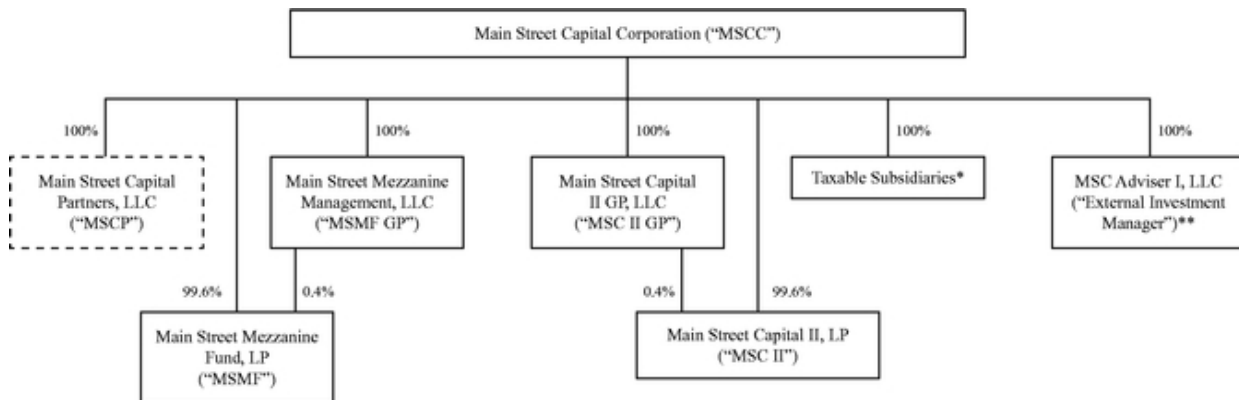 Main Street Capital Corporation (“MSCC”)
100%
100%
100%
100%
100%
Main Street Capital
Partners, LLC
(“MSCP”)
Main Street Mezzanine
Management, LLC
(“MSMF GP”)
Main Street Capital
II GP, LLC
(“MSC II GP”)
Taxable Subsidiaries*
MSC Adviser I, LLC
(“External Investment
Manager”)**
99.6%
0.4%
0.4%
99.6%
Main Street Mezzanine
Fund, LP
(“MSMF”)
Main Street Capital II, LP
(“MSC II”)